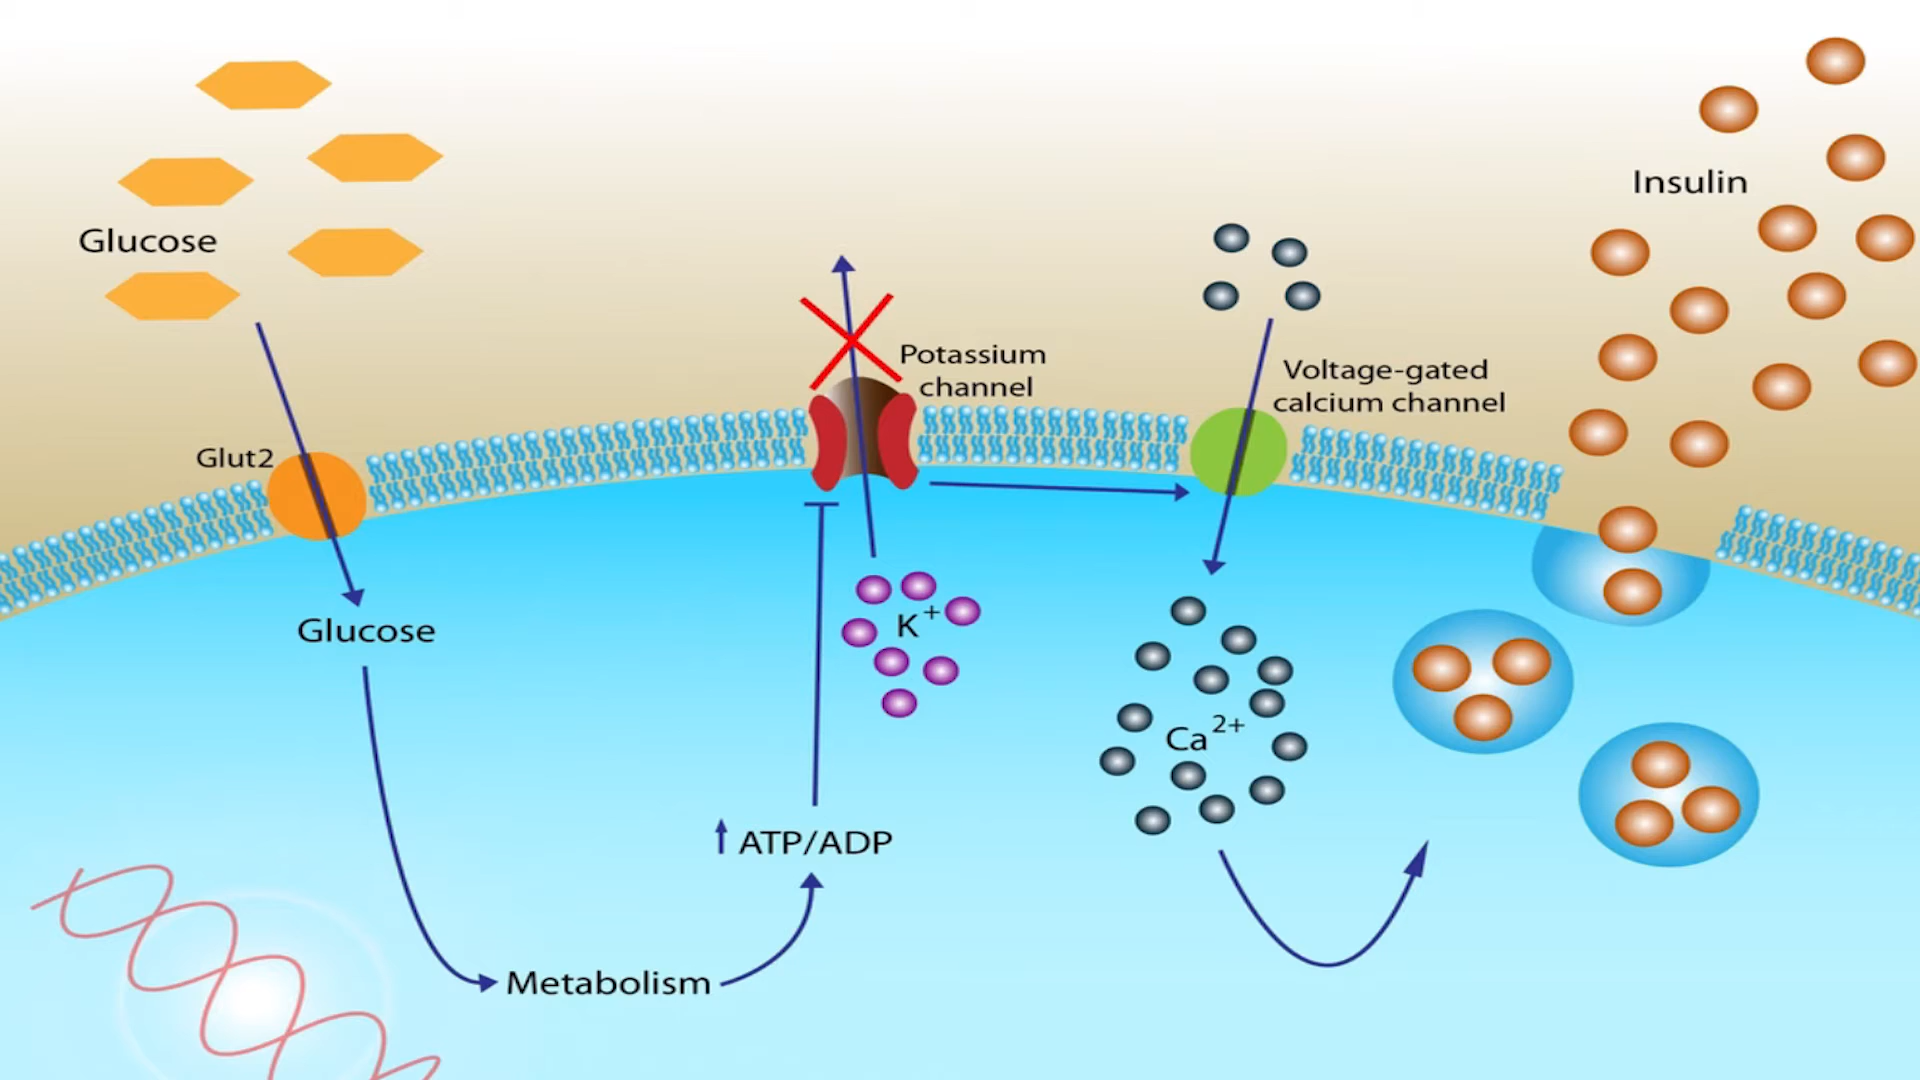 Glucose
Insulin
Potassium
channel
Voltage-gated
calcium channel
Glut2
Glucose
K+
Ca2+
↑ ATP/ADP
Metabolism